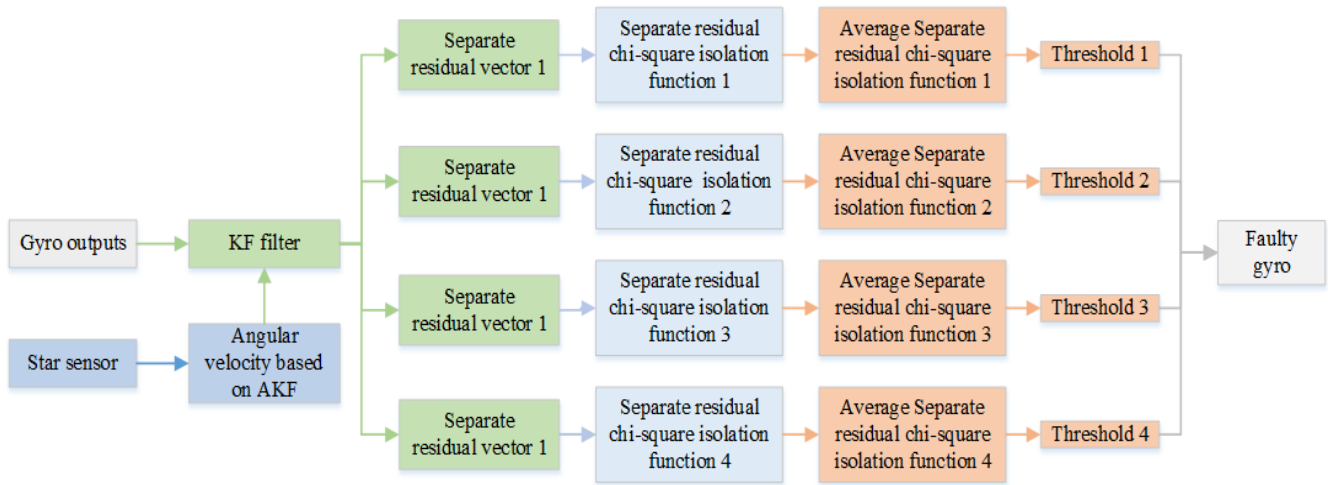 Separate
residual vector 1
Separate residual
chi-square isolation
function 1
Average Separate
residual chi-square
isolation function 1
Threshold 1
Separate
residual vector 1
Separate residual
chi-square isolation
function 2
Average Separate
residual chi-square
isolation function 2
Threshold 2
Gyro outputs
KF filter
Faulty
gyro
Separate
residual vector 1
Separate residual
chi-square isolation
function 3
Average Separate
residual chi-square
isolation function 3
Threshold 3
Star sensor
Angular
velocity based
on AKF
Separate
residual vector 1
Separate residual
chi-square isolation
function 4
Average Separate
residual chi-square
isolation function 4
Threshold 4